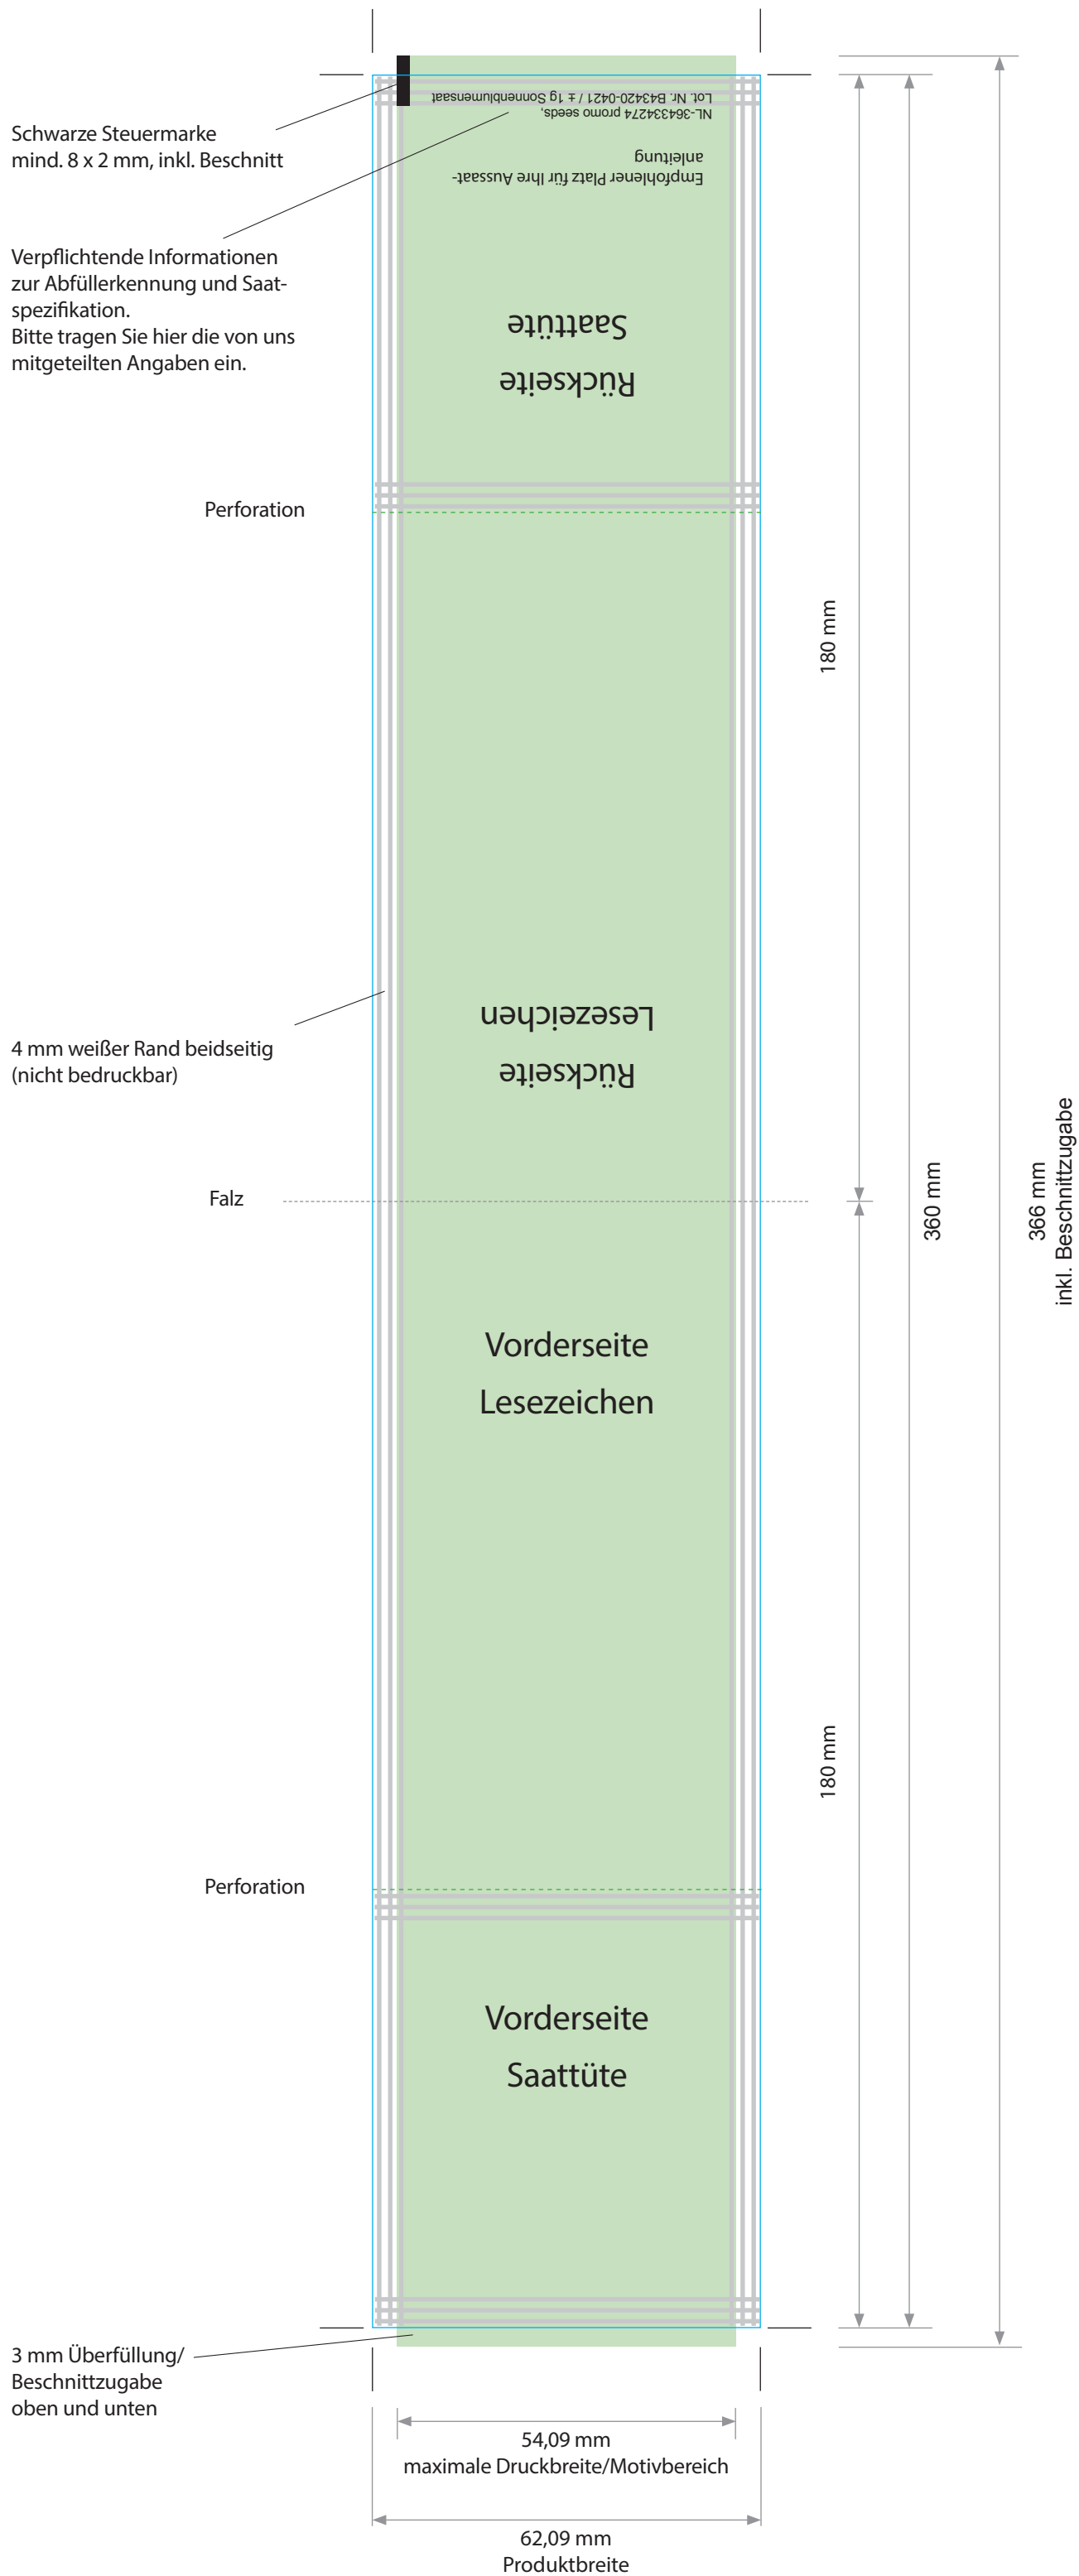 Schwarze Steuermarke
mind. 8 x 2 mm, inkl. Beschnitt
NL-364334274 promo seeds,
Lot. Nr. B43420-0421 / ± 1g Sonnenblumensaat
Empfohlener Platz für Ihre Aussaat-
anleitung
Verpflichtende Informationen
zur Abfüllerkennung und Saat-
spezifikation.
Bitte tragen Sie hier die von uns
mitgeteilten Angaben ein.
Rückseite
Saattüte
Perforation
180 mm
Rückseite
Lesezeichen
4 mm weißer Rand beidseitig
(nicht bedruckbar)
Falz
360 mm
366 mm
inkl. Beschnittzugabe
Vorderseite
Lesezeichen
180 mm
Perforation
Vorderseite
Saattüte
3 mm Überfüllung/
Beschnittzugabe
oben und unten
54,09 mm
maximale Druckbreite/Motivbereich
62,09 mm
Produktbreite